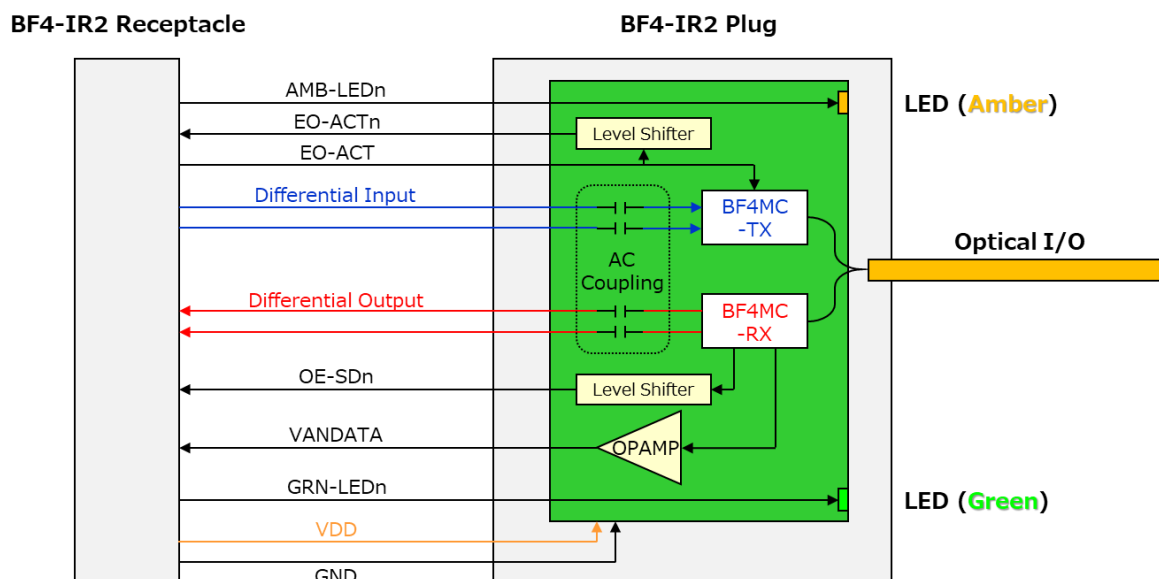 BF4-IR2 Receptacle
BF4-IR2 Plug
AMB-LEDn
LED (Amber)
EO-ACTn
Level Shifter
EO-ACT
Differential Input
BF4MC
-TX
Optical I/O
AC
Coupling
Differential Output
BF4MC
-RX
OE-SDn
Level Shifter
VANDATA
OPAMP
GRN-LEDn
LED (Green)
VDD
GND